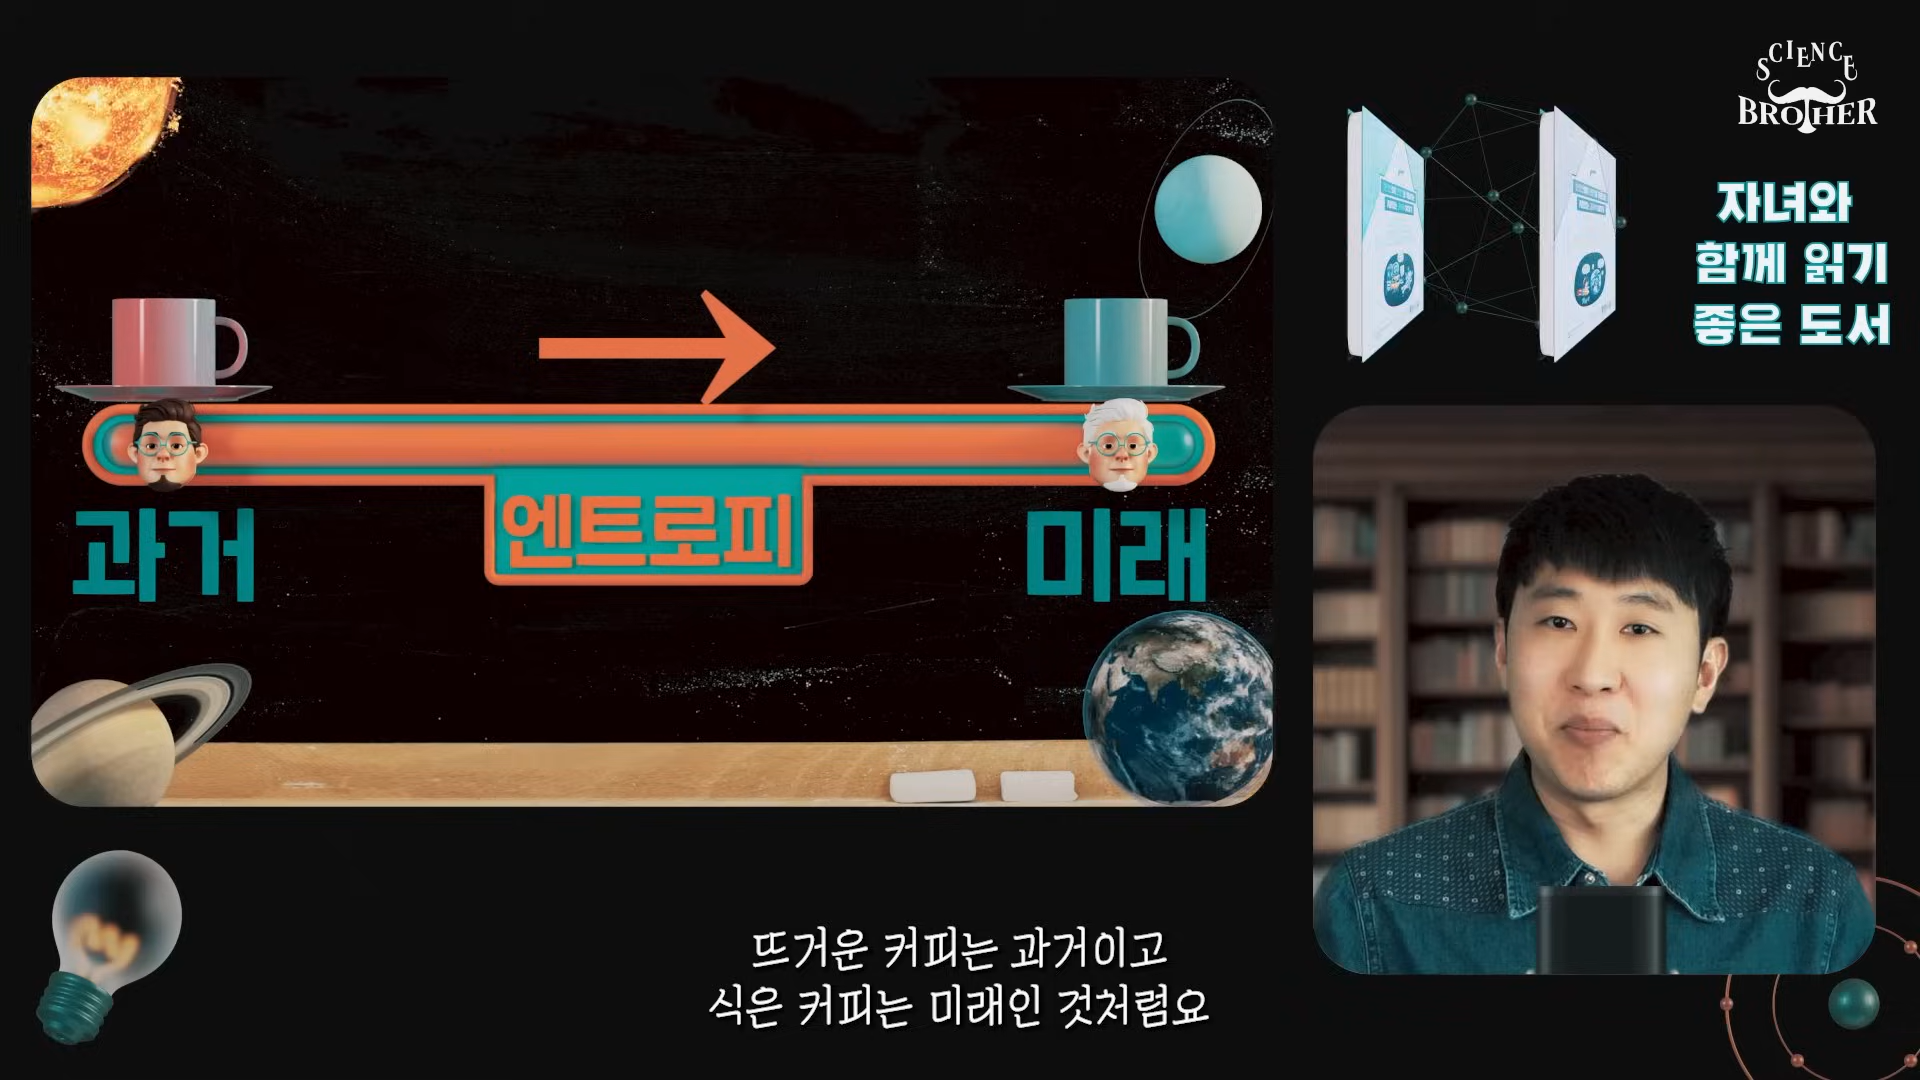 SCIENCE
BROTHER
자녀와
함께 읽기
좋은 도서
엔트로피
과거
미래
뜨거운 커피는 과거이고
식은 커피는 미래인 것처렴요